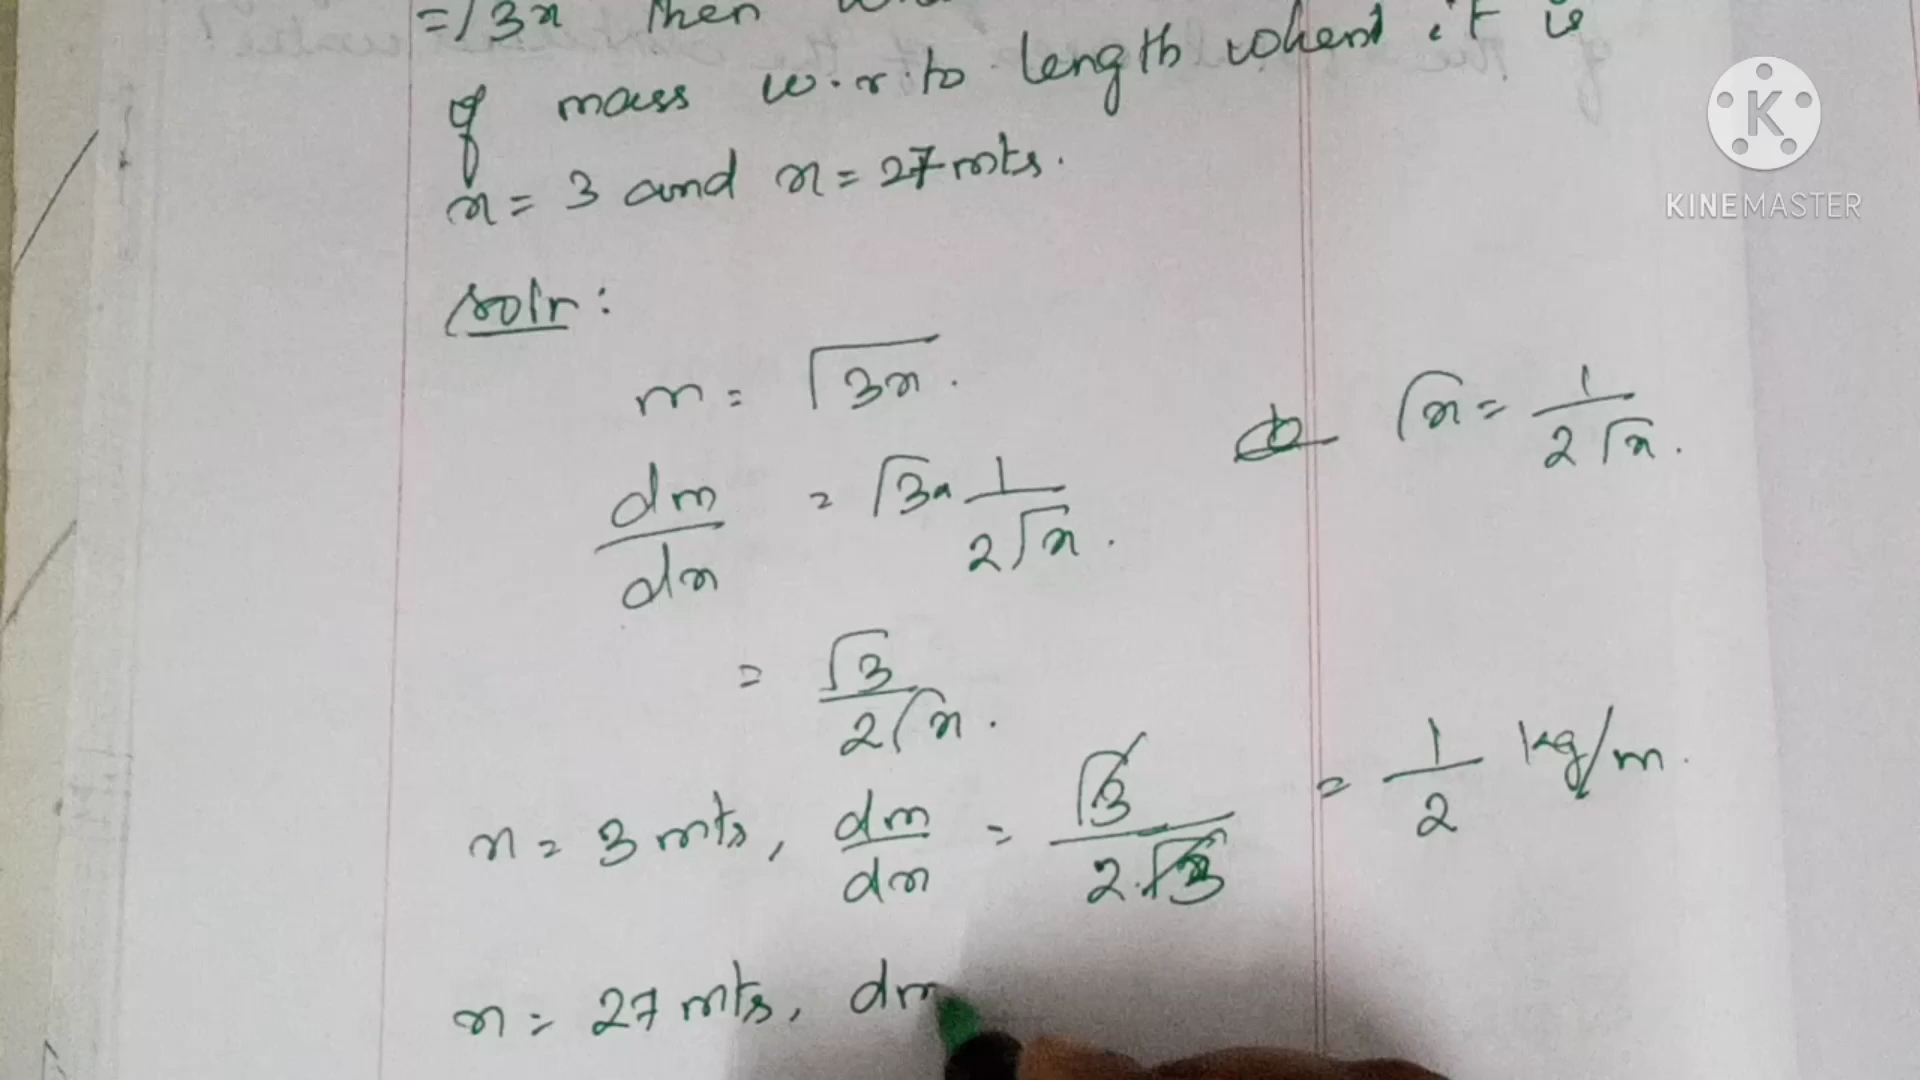 =√3x then
of mass w.r.to length when it is
x = 3 and x = 27 mts.
K
KINEMASTER
Soln:
m = √3x.
√x = 1/2√x.
dm/dx = √3 × 1/2√x.
= √3/2√x.
x = 3 mts, dm/dx = √3/2.√3 = 1/2 kg/m.
x = 27 mts, dm